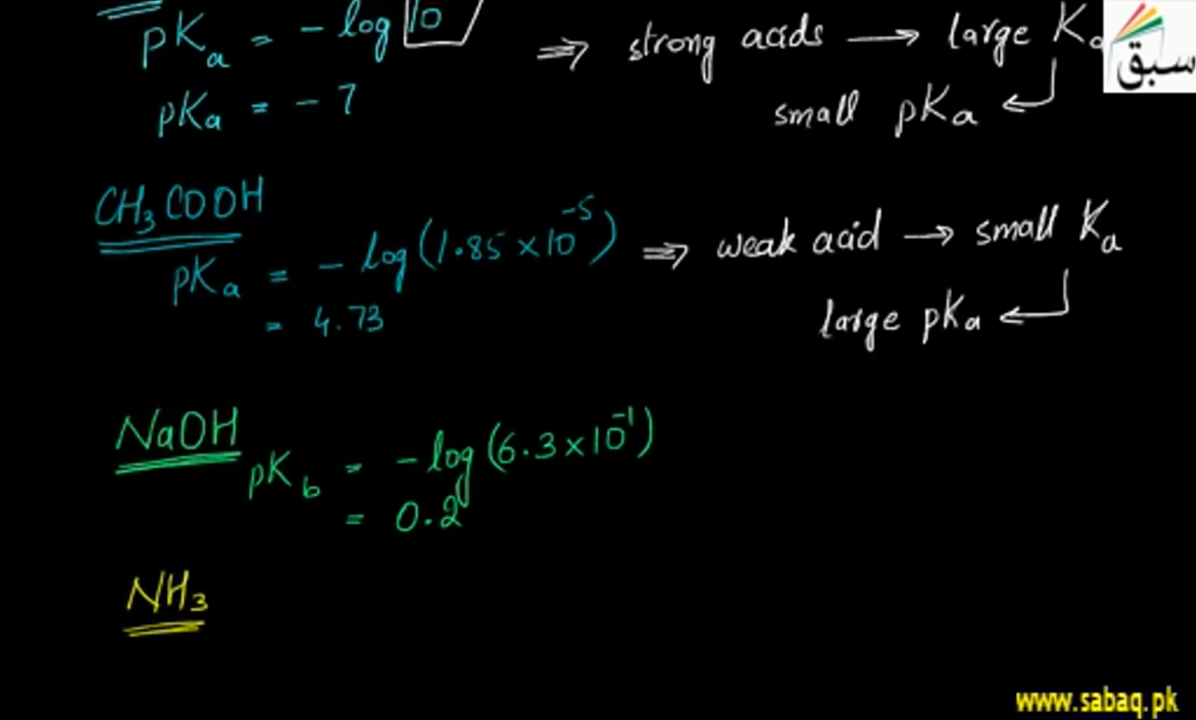 pKₐ = - log 10 ⇒ strong acids → large K
pKₐ = - 7 small pKₐ ↵
سبق
CH₃COOH
pKₐ = - log (1.85 × 10⁻⁵) ⇒ weak acid → small Kₐ
= 4.73 large pKₐ ↵
NaOH
pK_b = - log (6.3 × 10⁻¹)
= 0.2
NH₃
www.sabaq.pk